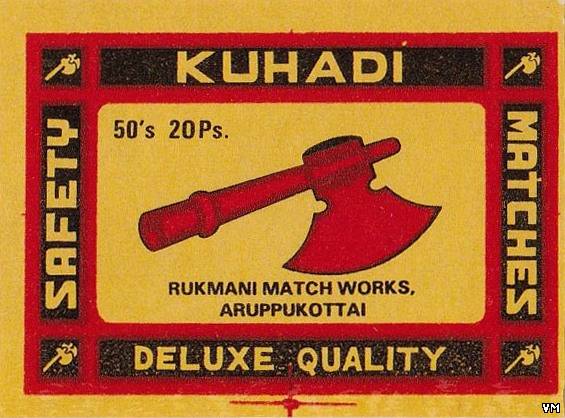 KUHADI
50's 20Ps.
SAFETY
MATCHES
RUKMANI MATCH WORKS,
ARUPPUKOTTAI
DELUXE QUALITY
VM